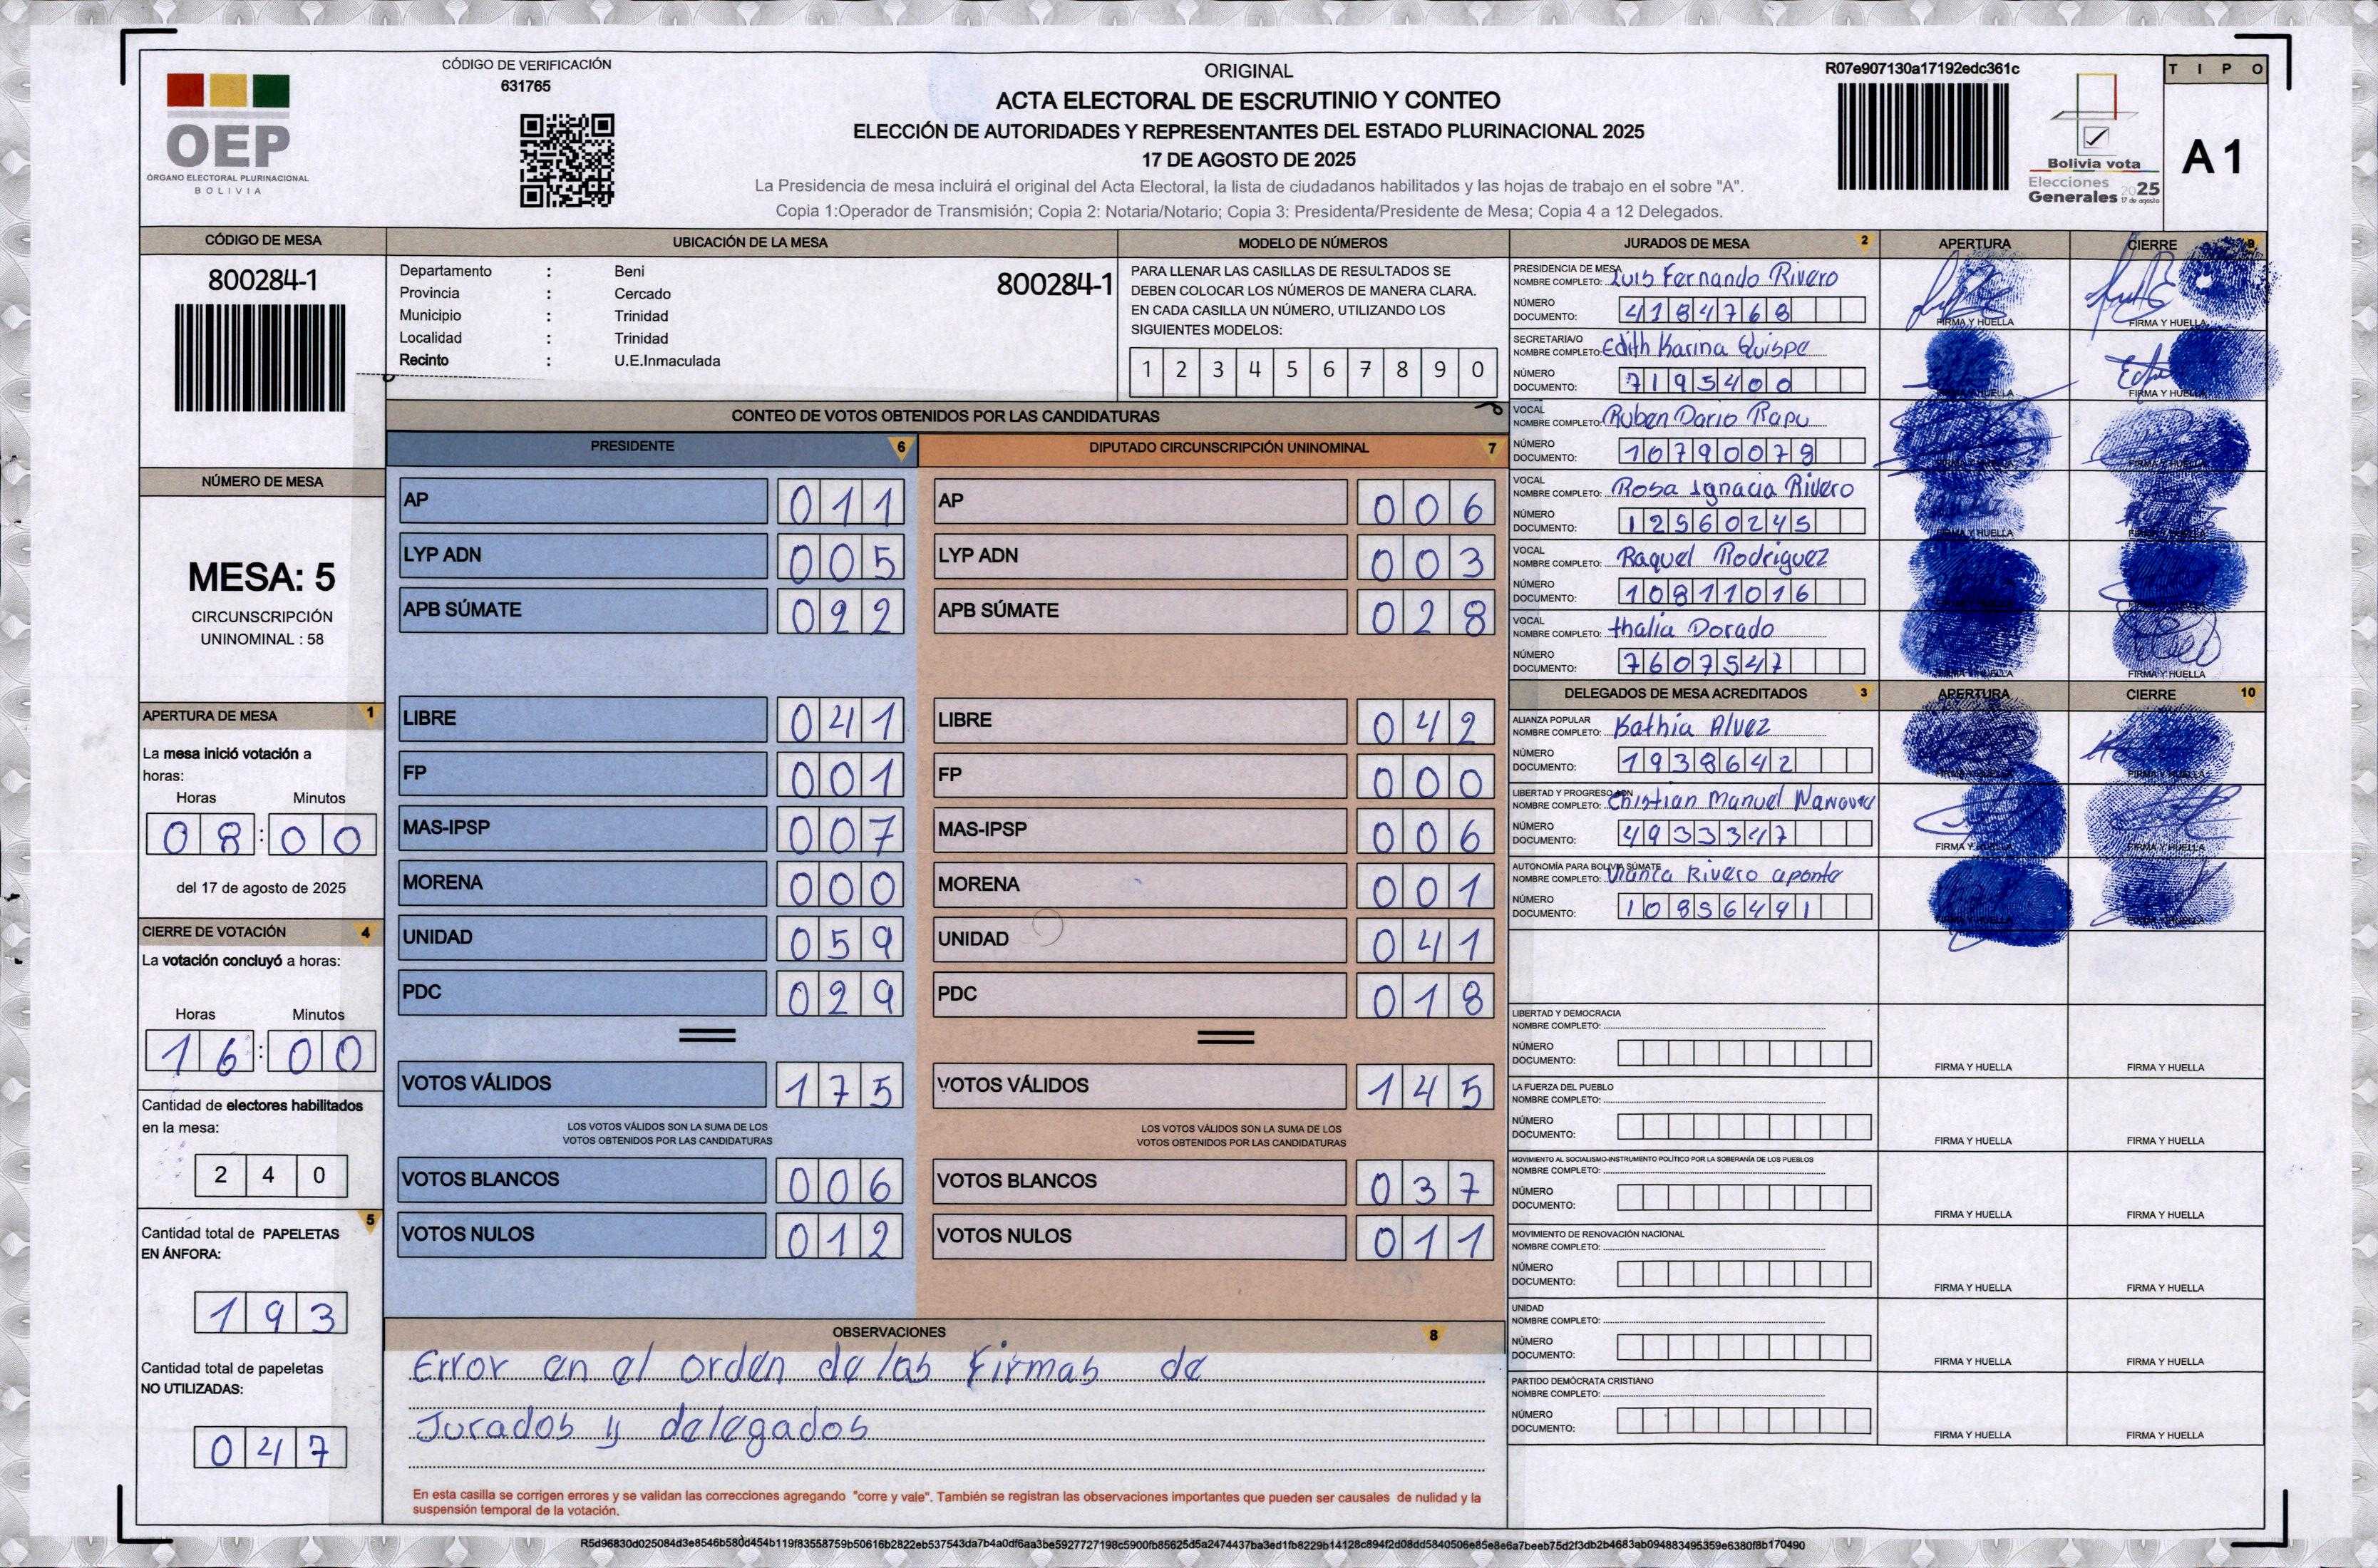 CÓDIGO DE VERIFICACIÓN
631765
OEP
ÓRGANO ELECTORAL PLURINACIONAL
BOLIVIA
ORIGINAL
ACTA ELECTORAL DE ESCRUTINIO Y CONTEO
ELECCIÓN DE AUTORIDADES Y REPRESENTANTES DEL ESTADO PLURINACIONAL 2025
17 DE AGOSTO DE 2025
La Presidencia de mesa incluirá el original del Acta Electoral, la lista de ciudadanos habilitados y las hojas de trabajo en el sobre "A".
Copia 1:Operador de Transmisión; Copia 2: Notaria/Notario; Copia 3: Presidenta/Presidente de Mesa; Copia 4 a 12 Delegados.
R07e907130a17192edc361c
Bolivia vota
Elecciones
Generales 2025
17 de agosto
TIPO
A 1
CÓDIGO DE MESA
800284-1
NÚMERO DE MESA
MESA: 5
CIRCUNSCRIPCIÓN
UNINOMINAL : 58
APERTURA DE MESA 1
La mesa inició votación a
horas:
Horas Minutos
08:00
del 17 de agosto de 2025
CIERRE DE VOTACIÓN 4
La votación concluyó a horas:
Horas Minutos
16:00
Cantidad de electores habilitados
en la mesa:
240
5
Cantidad total de PAPELETAS
EN ÁNFORA:
193
Cantidad total de papeletas
NO UTILIZADAS:
047
UBICACIÓN DE LA MESA
Departamento : Beni
800284-1
Provincia : Cercado
Municipio : Trinidad
Localidad : Trinidad
Recinto : U.E.Inmaculada
MODELO DE NÚMEROS
PARA LLENAR LAS CASILLAS DE RESULTADOS SE
DEBEN COLOCAR LOS NÚMEROS DE MANERA CLARA.
EN CADA CASILLA UN NÚMERO, UTILIZANDO LOS
SIGUIENTES MODELOS:
1 2 3 4 5 6 7 8 9 0
CONTEO DE VOTOS OBTENIDOS POR LAS CANDIDATURAS
PRESIDENTE 6
AP 011
LYP ADN 005
APB SÚMATE 022
LIBRE 041
FP 001
MAS-IPSP 007
MORENA 000
UNIDAD 059
PDC 029
VOTOS VÁLIDOS 175
LOS VOTOS VÁLIDOS SON LA SUMA DE LOS
VOTOS OBTENIDOS POR LAS CANDIDATURAS
VOTOS BLANCOS 006
VOTOS NULOS 012
DIPUTADO CIRCUNSCRIPCIÓN UNINOMINAL 7
AP 006
LYP ADN 003
APB SÚMATE 028
LIBRE 042
FP 000
MAS-IPSP 006
MORENA 001
UNIDAD 041
PDC 018
VOTOS VÁLIDOS 145
LOS VOTOS VÁLIDOS SON LA SUMA DE LOS
VOTOS OBTENIDOS POR LAS CANDIDATURAS
VOTOS BLANCOS 037
VOTOS NULOS 011
OBSERVACIONES 8
Error en el orden de las firmas de
Jurados y delegados
En esta casilla se corrigen errores y se validan las correcciones agregando "corre y vale". También se registran las observaciones importantes que pueden ser causales de nulidad y la
suspensión temporal de la votación.
JURADOS DE MESA 2 APERTURA CIERRE 9
PRESIDENCIA DE MESA
NOMBRE COMPLETO: Luis Fernando Rivero
NÚMERO
DOCUMENTO: 4184768
FIRMA Y HUELLA FIRMA Y HUELLA
SECRETARIA/O
NOMBRE COMPLETO: Edith Karina Quispe
NÚMERO
DOCUMENTO: 7195400
FIRMA Y HUELLA FIRMA Y HUELLA
VOCAL
NOMBRE COMPLETO: Ruben Dario Rapu
NÚMERO
DOCUMENTO: 10790078
FIRMA Y HUELLA FIRMA Y HUELLA
VOCAL
NOMBRE COMPLETO: Rosa Ignacia Rivero
NÚMERO
DOCUMENTO: 12560245
FIRMA Y HUELLA FIRMA Y HUELLA
VOCAL
NOMBRE COMPLETO: Raquel Rodriguez
NÚMERO
DOCUMENTO: 10811016
VOCAL
NOMBRE COMPLETO: thalia Dorado
NÚMERO
DOCUMENTO: 7607547
FIRMA Y HUELLA FIRMA Y HUELLA
DELEGADOS DE MESA ACREDITADOS 3 APERTURA CIERRE 10
ALIANZA POPULAR
NOMBRE COMPLETO: Kathia Alvez
NÚMERO
DOCUMENTO: 1938642
FIRMA Y HUELLA FIRMA Y HUELLA
LIBERTAD Y PROGRESO ADN
NOMBRE COMPLETO: Christian Manuel
NÚMERO
DOCUMENTO: 4933347
FIRMA Y HUELLA FIRMA Y HUELLA
AUTONOMÍA PARA BOLIVIA SÚMATE
NOMBRE COMPLETO: Rivero aponte
NÚMERO
DOCUMENTO: 10856491
FIRMA Y HUELLA FIRMA Y HUELLA
LIBERTAD Y DEMOCRACIA
NOMBRE COMPLETO:
NÚMERO
DOCUMENTO:
FIRMA Y HUELLA FIRMA Y HUELLA
LA FUERZA DEL PUEBLO
NOMBRE COMPLETO:
NÚMERO
DOCUMENTO:
FIRMA Y HUELLA FIRMA Y HUELLA
MOVIMIENTO AL SOCIALISMO-INSTRUMENTO POLÍTICO POR LA SOBERANÍA DE LOS PUEBLOS
NOMBRE COMPLETO:
NÚMERO
DOCUMENTO:
FIRMA Y HUELLA FIRMA Y HUELLA
MOVIMIENTO DE RENOVACIÓN NACIONAL
NOMBRE COMPLETO:
NÚMERO
DOCUMENTO:
FIRMA Y HUELLA FIRMA Y HUELLA
UNIDAD
NOMBRE COMPLETO:
NÚMERO
DOCUMENTO:
FIRMA Y HUELLA FIRMA Y HUELLA
PARTIDO DEMÓCRATA CRISTIANO
NOMBRE COMPLETO:
NÚMERO
DOCUMENTO:
FIRMA Y HUELLA FIRMA Y HUELLA